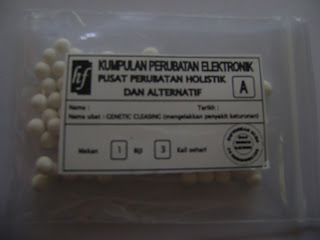 hf
KUMPULAN PERUBATAN ELEKTRONIK
PUSAT PERUBATAN HOLISTIK
DAN ALTERNATIF
A
Nama : Tarikh :
Nama ubat : GENETIC CLEASING (mengelakkan penyakit keturunan)
Makan 1 Biji 3 Kali sehari